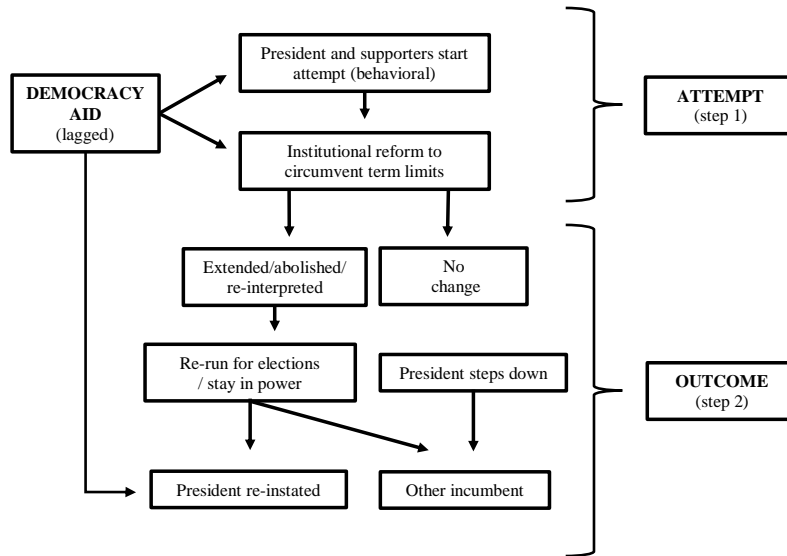 President and supporters start
attempt (behavioral)
DEMOCRACY
AID
(lagged)
ATTEMPT
(step 1)
Institutional reform to
circumvent term limits
Extended/abolished/
re-interpreted
No
change
Re-run for elections
/ stay in power
President steps down
OUTCOME
(step 2)
President re-instated
Other incumbent